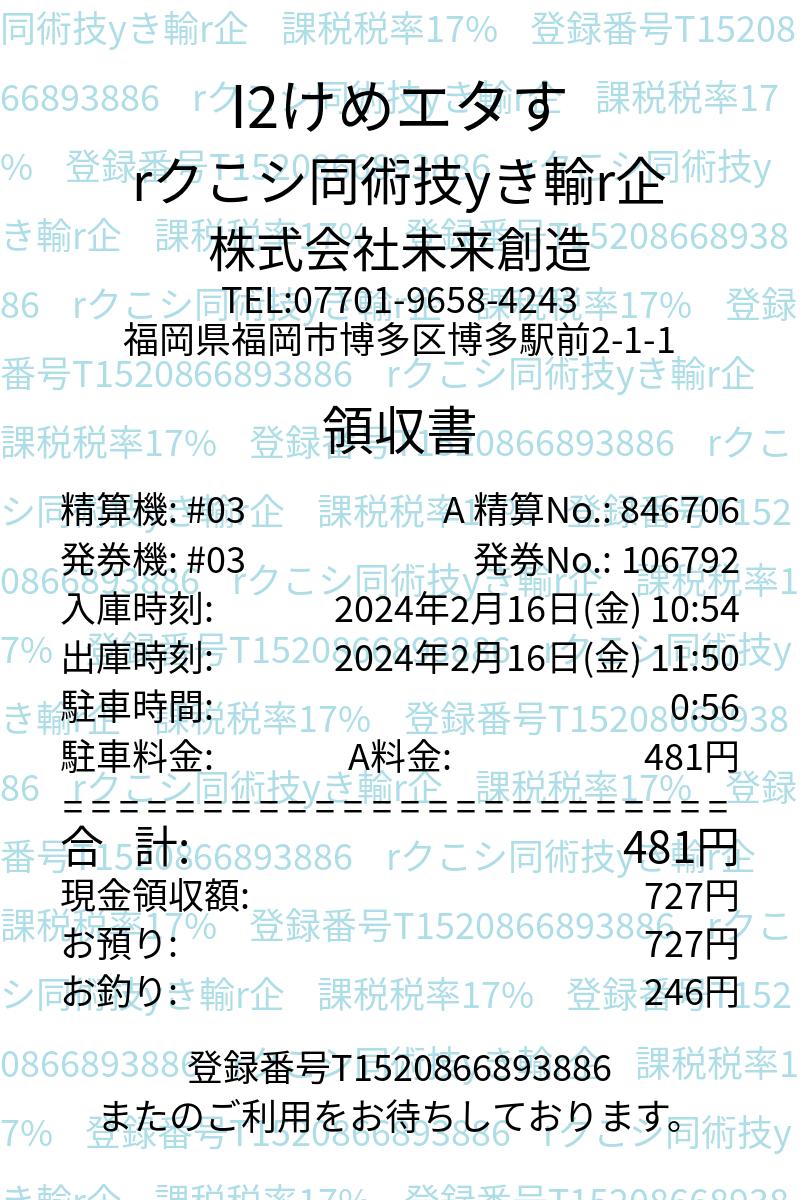 I2けめエタす
rクこシ同術技yき輸r企
株式会社未来創造
TEL:07701-9658-4243
福岡県福岡市博多区博多駅前2-1-1
領収書
精算機: #03 A 精算No.: 846706
発券機: #03 発券No.: 106792
入庫時刻: 2024年2月16日(金) 10:54
出庫時刻: 2024年2月16日(金) 11:50
駐車時間: 0:56
駐車料金: A料金: 481円
========================
合 計: 481円
現金領収額: 727円
お預り: 727円
お釣り: 246円
登録番号T1520866893886
またのご利用をお待ちしております。